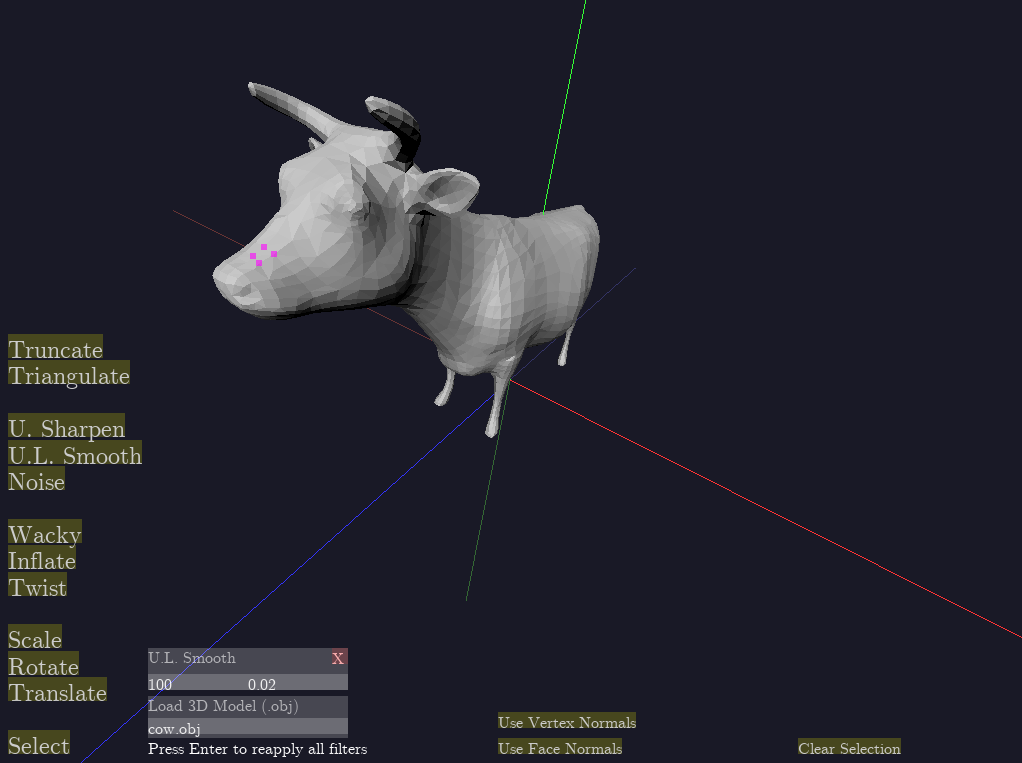 Truncate
Triangulate
U. Sharpen
U.L. Smooth
Noise
Wacky
Inflate
Twist
Scale
Rotate
Translate
Select
U.L. Smooth X
100 0.02
Load 3D Model (.obj)
cow.obj
Press Enter to reapply all filters
Use Vertex Normals
Use Face Normals
Clear Selection